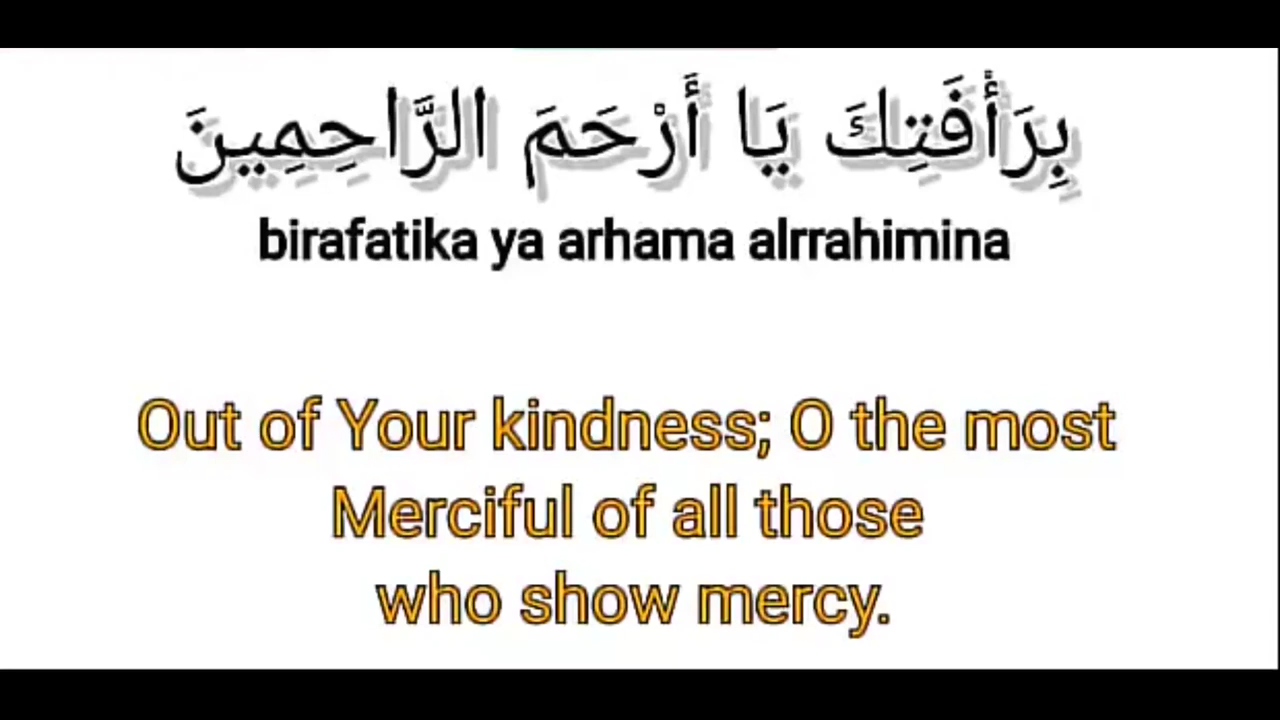 بِرَأْفَتِكَ يَا أَرْحَمَ الرَّاحِمِينَ
birafatika ya arhama alrrahimina
Out of Your kindness; O the most
Merciful of all those
who show mercy.